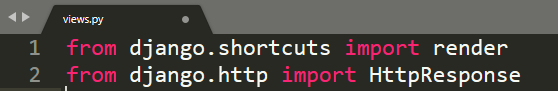 views.py
1 from django.shortcuts import render
2 from django.http import HttpResponse